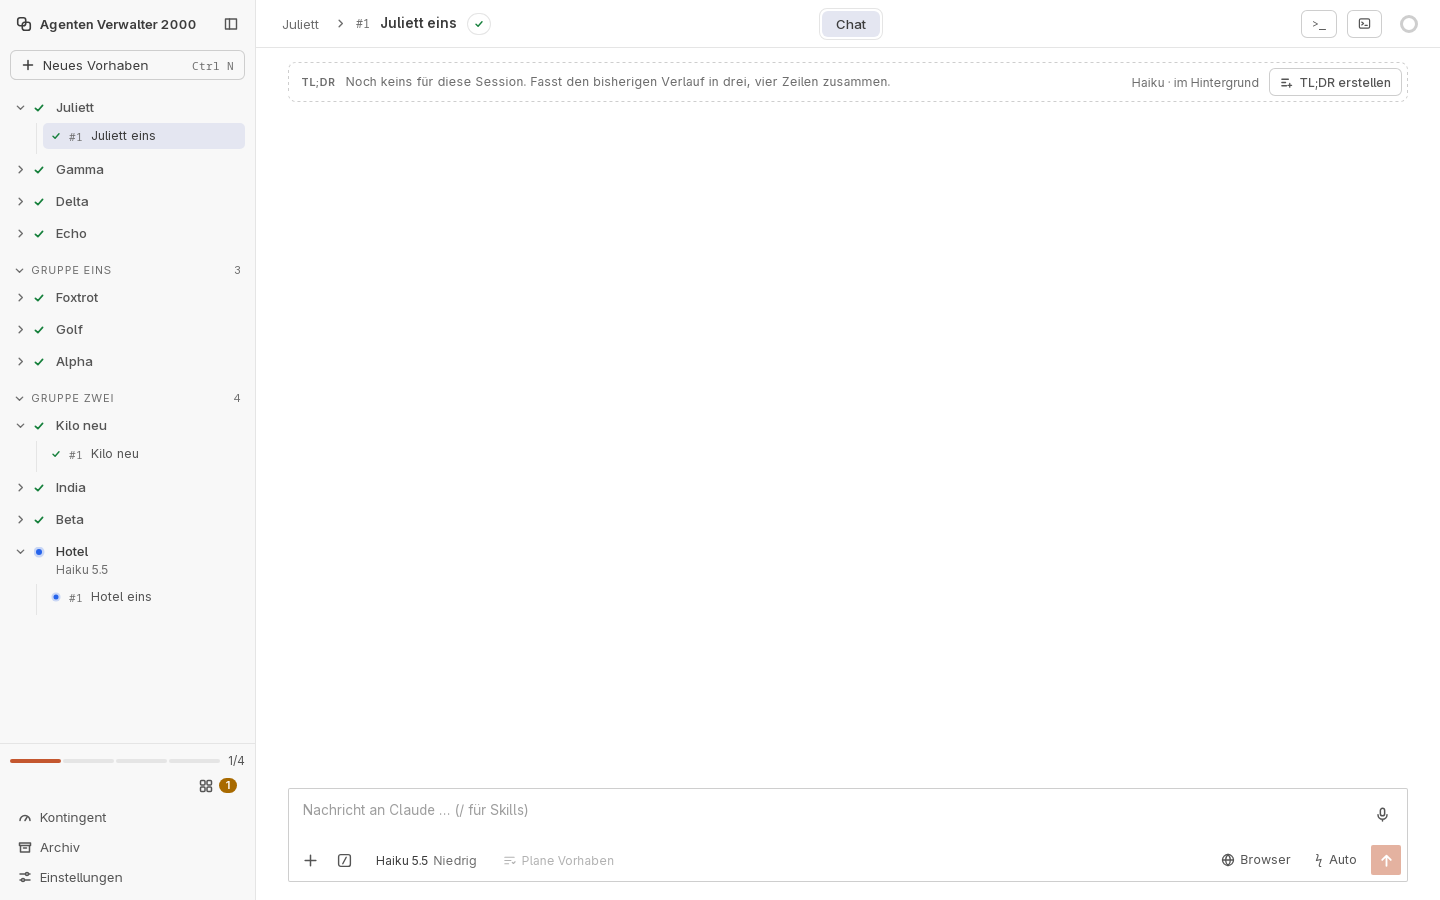 Agenten Verwalter 2000
Neues Vorhaben Ctrl N
Juliett
#1 Juliett eins
Gamma
Delta
Echo
GRUPPE EINS 3
Foxtrot
Golf
Alpha
GRUPPE ZWEI 4
Kilo neu
#1 Kilo neu
India
Beta
Hotel
Haiku 5.5
#1 Hotel eins
1/4
1
Kontingent
Archiv
Einstellungen
Juliett #1 Juliett eins
Chat
>_
TL;DR Noch keins für diese Session. Fasst den bisherigen Verlauf in drei, vier Zeilen zusammen. Haiku · im Hintergrund TL;DR erstellen
Nachricht an Claude … (/ für Skills)
Haiku 5.5 Niedrig Plane Vorhaben Browser Auto